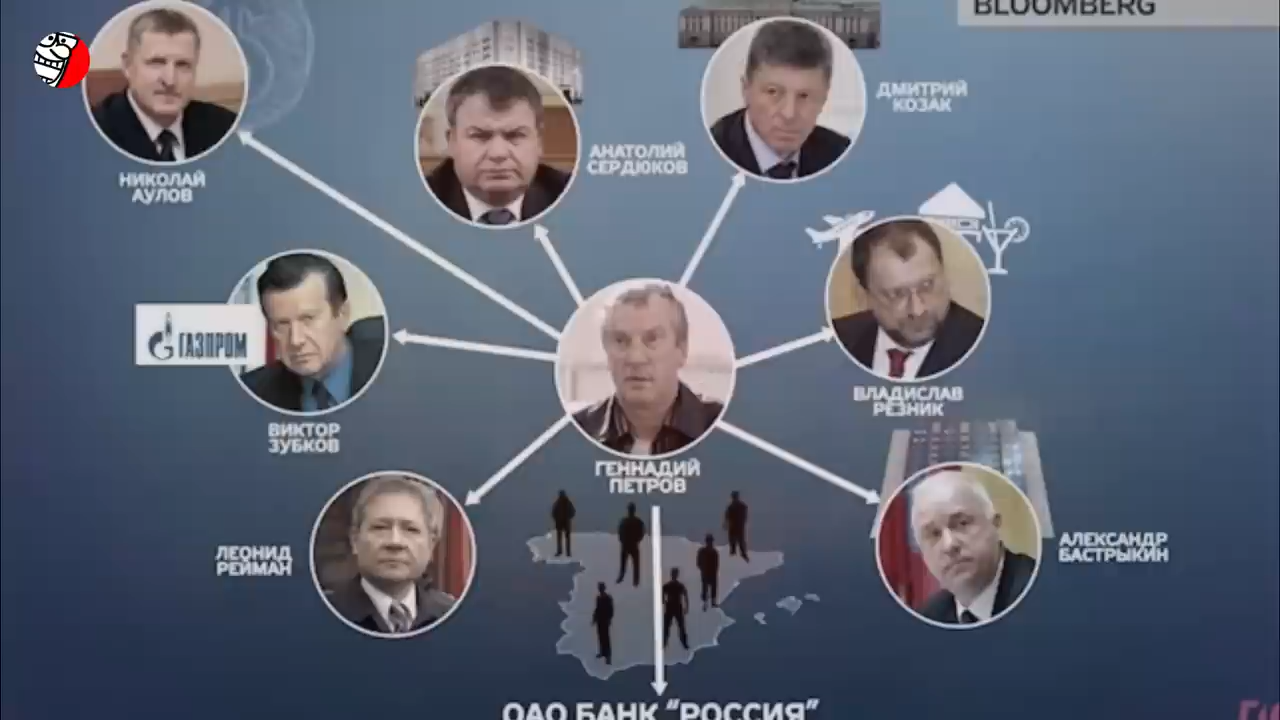 BLOOMBERG
ДМИТРИЙ
КОЗАК
АНАТОЛИЙ
СЕРДЮКОВ
НИКОЛАЙ
АУЛОВ
ГАЗПРОМ
ВИКТОР
ЗУБКОВ
ВЛАДИСЛАВ
РЕЗНИК
ГЕННАДИЙ
ПЕТРОВ
ЛЕОНИД
РЕЙМАН
АЛЕКСАНДР
БАСТРЫКИН
ОАО БАНК "РОССИЯ"